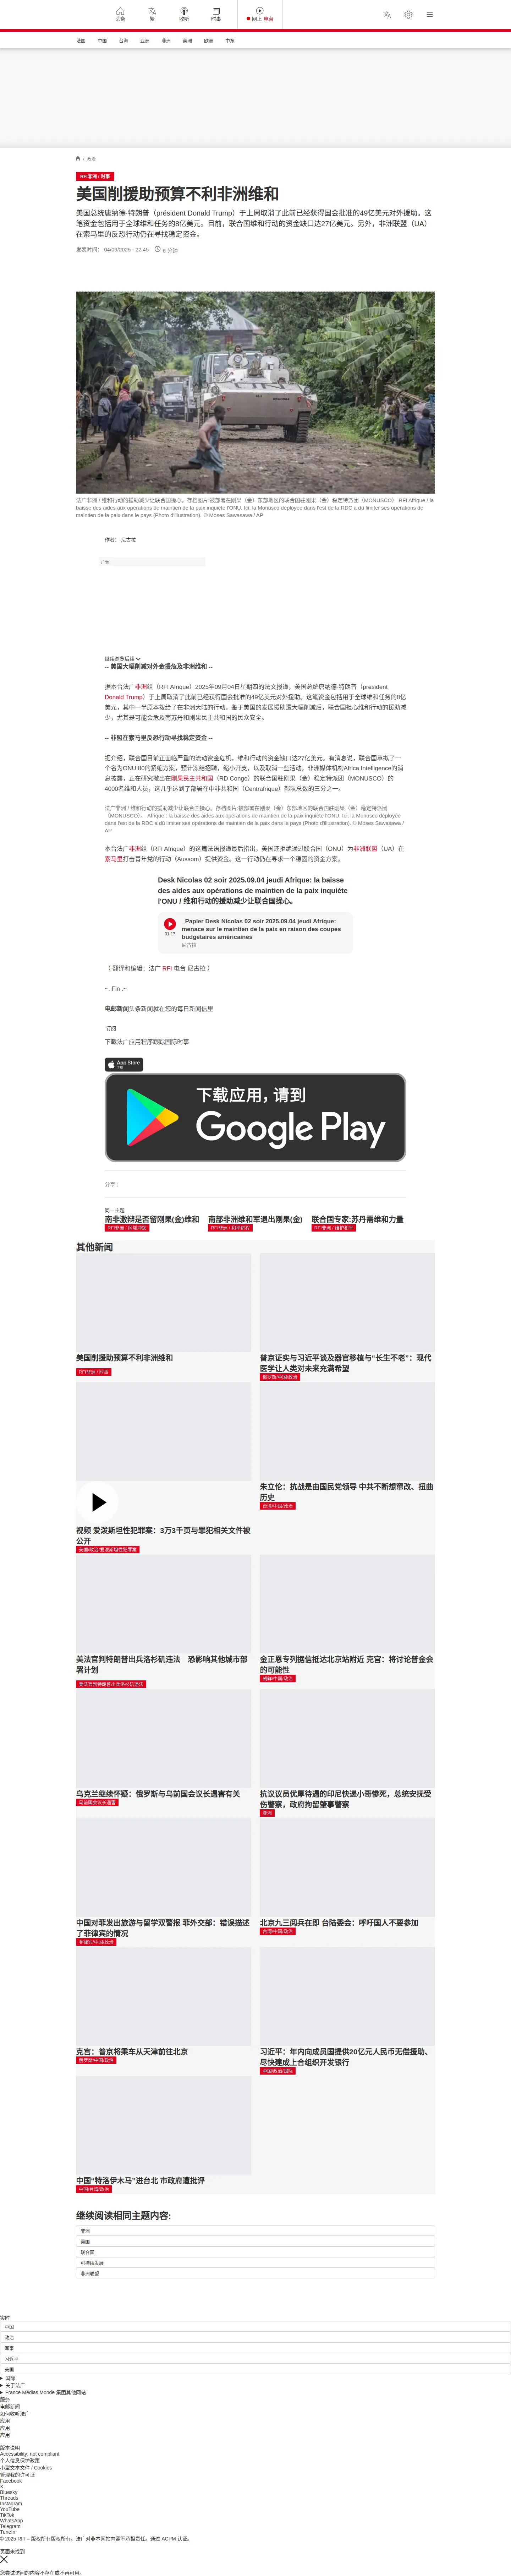 头条
繁
收听
时事
网上 电台
法国 中国 台海 亚洲 非洲 美洲 欧洲 中东
/ 政治
RFI非洲 / 时事
美国削援助预算不利非洲维和
美国总统唐纳德·特朗普（président Donald Trump）于上周取消了此前已经获得国会批准的49亿美元对外援助。这
笔资金包括用于全球维和任务的8亿美元。目前，联合国维和行动的资金缺口达27亿美元。另外，非洲联盟（UA）
在索马里的反恐行动仍在寻找稳定资金。
发表时间： 04/09/2025 - 22:45 6 分钟
法广非洲 / 维和行动的援助减少让联合国操心。存档图片 被部署在刚果（金）东部地区的联合国驻刚果（金）稳定特派团（MONUSCO） RFI Afrique / la
baisse des aides aux opérations de maintien de la paix inquiète l'ONU. Ici, la Monusco déployée dans l'est de la RDC a dû limiter ses opérations de
maintien de la paix dans le pays (Photo d'illustration). © Moses Sawasawa / AP
作者： 尼古拉
广告
继续浏览后续
-- 美国大幅削减对外金援危及非洲维和 --
据本台法广非洲组（RFI Afrique）2025年09月04日星期四的法文报道，美国总统唐纳德·特朗普（président
Donald Trump）于上周取消了此前已经获得国会批准的49亿美元对外援助。这笔资金包括用于全球维和任务的8亿
美元，其中一半原本拨给了在非洲大陆的行动。鉴于美国的发展援助遭大幅削减后，联合国担心维和行动的援助减
少，尤其是可能会危及南苏丹和刚果民主共和国的民众安全。
-- 非盟在索马里反恐行动寻找稳定资金 --
据介绍，联合国目前正面临严重的流动资金危机，维和行动的资金缺口达27亿美元。有消息说，联合国草拟了一
个名为ONU 80的紧缩方案，预计冻结招聘，缩小开支，以及取消一些活动。非洲媒体机构Africa Intelligence的消
息披露，正在研究撤出在刚果民主共和国（RD Congo）的联合国驻刚果（金）稳定特派团（MONUSCO）的
4000名维和人员，这几乎达到了部署在中非共和国（Centrafrique）部队总数的三分之一。
法广非洲 / 维和行动的援助减少让联合国操心。存档图片 被部署在刚果（金）东部地区的联合国驻刚果（金）稳定特派团
（MONUSCO）。 Afrique : la baisse des aides aux opérations de maintien de la paix inquiète l'ONU. Ici, la Monusco déployée
dans l'est de la RDC a dû limiter ses opérations de maintien de la paix dans le pays (Photo d'illustration). © Moses Sawasawa /
AP
本台法广非洲组（RFI Afrique）的这篇法语报道最后指出，美国还拒绝通过联合国（ONU）为非洲联盟（UA）在
索马里打击青年党的行动（Aussom）提供资金。这一行动仍在寻求一个稳固的资金方案。
Desk Nicolas 02 soir 2025.09.04 jeudi Afrique: la baisse
des aides aux opérations de maintien de la paix inquiète
l'ONU / 维和行动的援助减少让联合国操心。
_Papier Desk Nicolas 02 soir 2025.09.04 jeudi Afrique:
menace sur le maintien de la paix en raison des coupes
budgétaires américaines
01:17
尼古拉
（ 翻译和编辑：法广 RFI 电台 尼古拉 ）
~. Fin .~
电邮新闻头条新闻就在您的每日新闻信里
订阅
下载法广应用程序跟踪国际时事
App Store
下载
下载应用，请到
Google Play
分享 :
同一主题
南非激辩是否留刚果(金)维和
RFI非洲 / 区域冲突
南部非洲维和军退出刚果(金)
RFI非洲 / 和平进程
联合国专家:苏丹需维和力量
RFI非洲 / 维护和平
其他新闻
美国削援助预算不利非洲维和
RFI非洲 / 时事
普京证实与习近平谈及器官移植与“长生不老”：现代
医学让人类对未来充满希望
俄罗斯/中国/政治
视频 爱泼斯坦性犯罪案：3万3千页与罪犯相关文件被
公开
美国/政治/爱泼斯坦性犯罪案
朱立伦：抗战是由国民党领导 中共不断想窜改、扭曲
历史
台湾/中国/政治
美法官判特朗普出兵洛杉矶违法　恐影响其他城市部
署计划
美法官判特朗普出兵洛杉矶违法
金正恩专列据信抵达北京站附近 克宫：将讨论普金会
的可能性
朝鲜/中国/政治
乌克兰继续怀疑：俄罗斯与乌前国会议长遇害有关
乌前国会议长遇害
抗议议员优厚待遇的印尼快递小哥惨死，总统安抚受
伤警察，政府拘留肇事警察
亚洲
中国对菲发出旅游与留学双警报 菲外交部：错误描述
了菲律宾的情况
菲律宾/中国/政治
北京九三阅兵在即 台陆委会：呼吁国人不要参加
台湾/中国/政治
克宫：普京将乘车从天津前往北京
俄罗斯/中国/政治
习近平：年内向成员国提供20亿元人民币无偿援助、
尽快建成上合组织开发银行
中国/政治/国际
中国“特洛伊木马”进台北 市政府遭批评
中国/台湾/政治
继续阅读相同主题内容:
非洲
美国
联合国
可持续发展
非洲联盟
实时
中国
政治
军事
习近平
美国
国际
关于法广
France Médias Monde 集团其他网站
服务
电邮新闻
如何收听法广
应用
应用
应用
版本说明
Accessibility: not compliant
个人信息保护政策
小型文本文件 / Cookies
管理我的许可证
Facebook
X
Bluesky
Threads
Instagram
YouTube
TikTok
WhatsApp
Telegram
TuneIn
© 2025 RFI – 版权所有版权所有。法广对非本网站内容不承担责任。通过 ACPM 认证。
页面未找到
您尝试访问的内容不存在或不再可用。